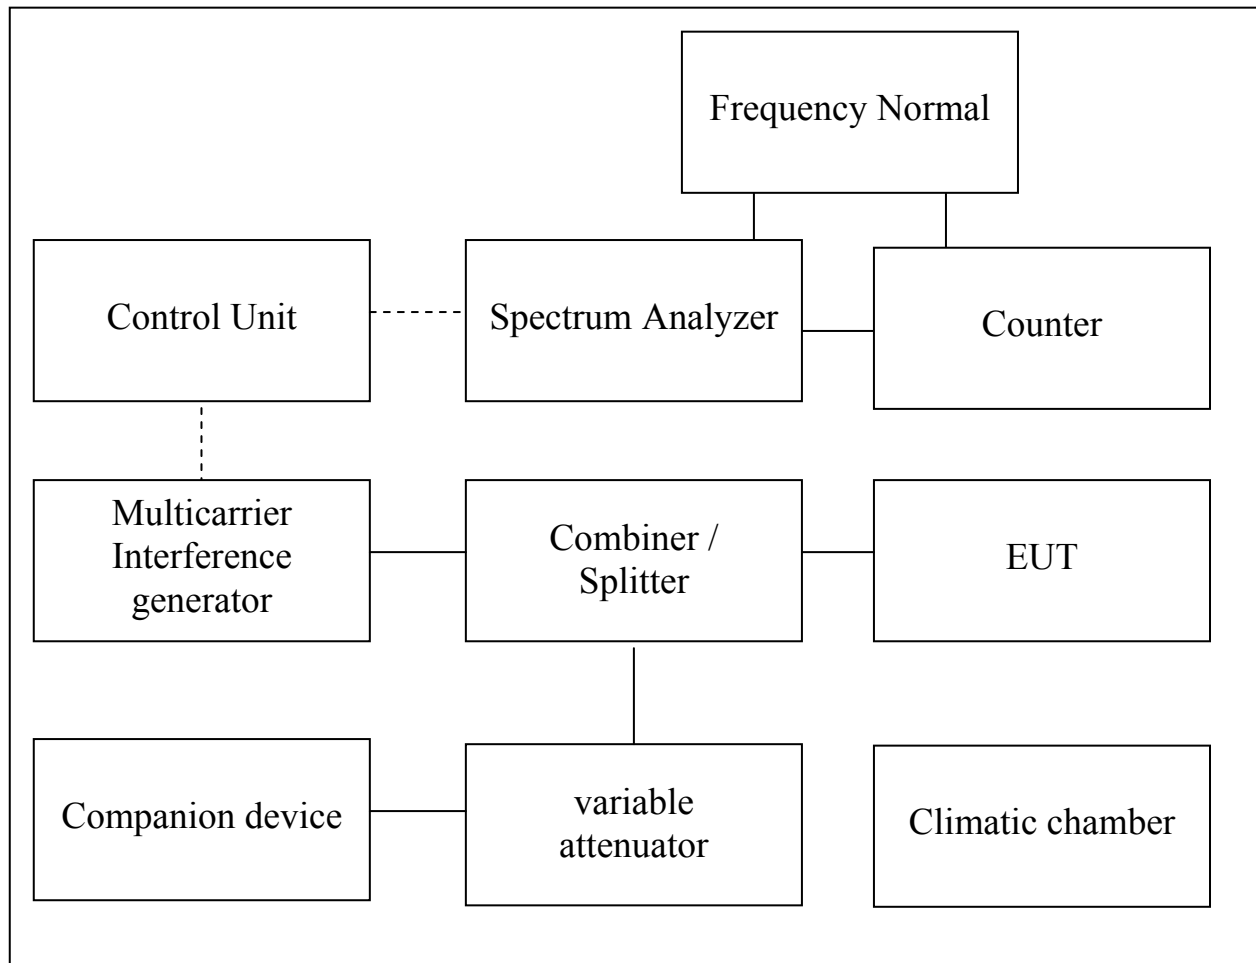 Frequency Normal
Control Unit
Spectrum Analyzer
Counter
Multicarrier
Interference
generator
Combiner /
Splitter
EUT
Companion device
variable
attenuator
Climatic chamber